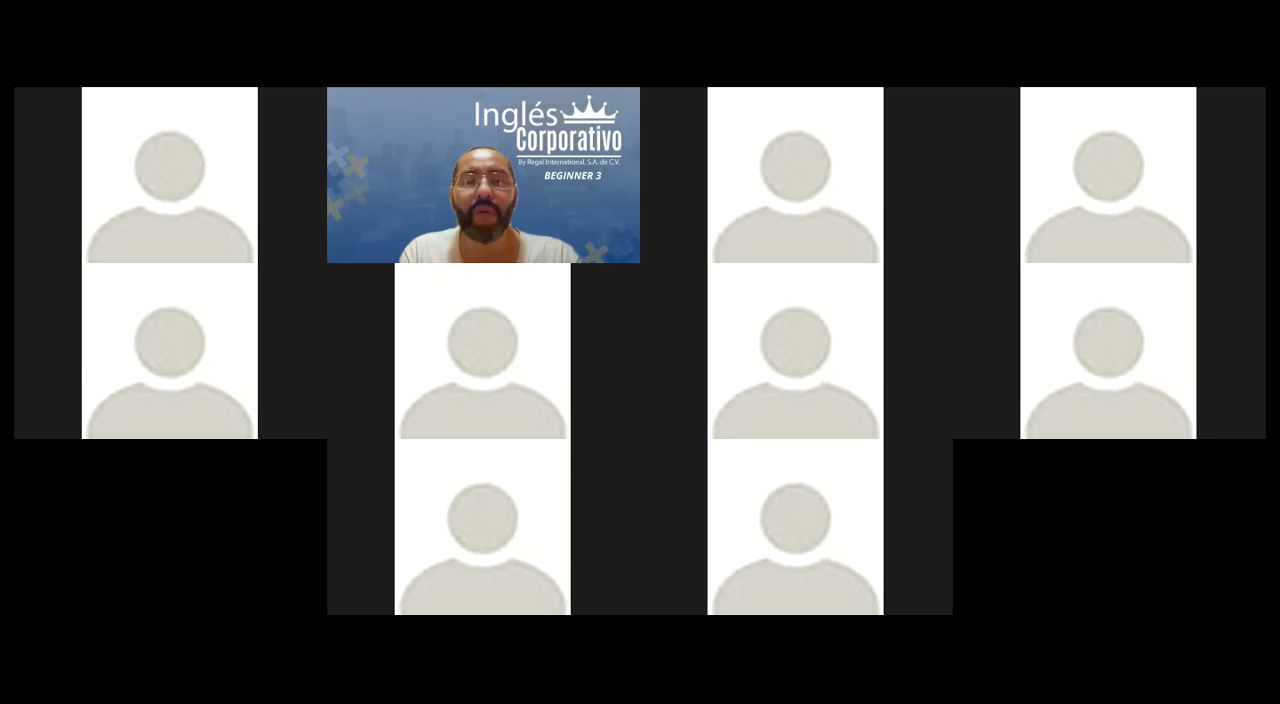 Inglés
Corporativo
By Regal International, S.A. de C.V.
BEGINNER 3